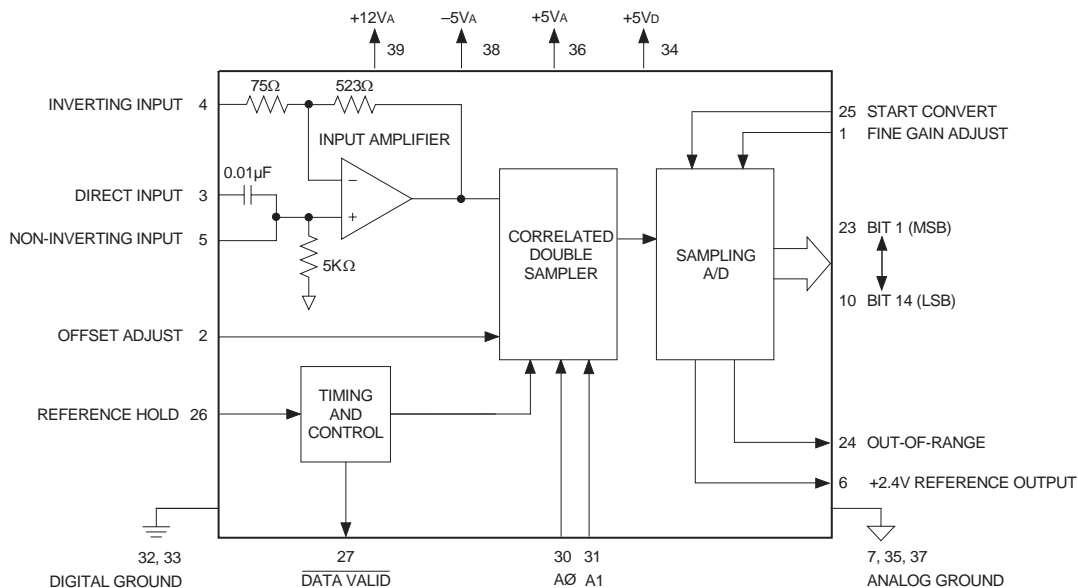 +12VA
–5VA
+5VA
+5VD
39
38
36
34
75Ω
523Ω
INVERTING INPUT 4
INPUT AMPLIFIER
25 START CONVERT
1 FINE GAIN ADJUST
0.01µF
DIRECT INPUT 3
–
+
NON-INVERTING INPUT 5
5KΩ
CORRELATED
DOUBLE
SAMPLER
SAMPLING
A/D
23 BIT 1 (MSB)
10 BIT 14 (LSB)
OFFSET ADJUST 2
REFERENCE HOLD 26
TIMING
AND
CONTROL
24 OUT-OF-RANGE
6 +2.4V REFERENCE OUTPUT
32, 33
DIGITAL GROUND
27
DATA VALID
30
AØ
31
A1
7, 35, 37
ANALOG GROUND